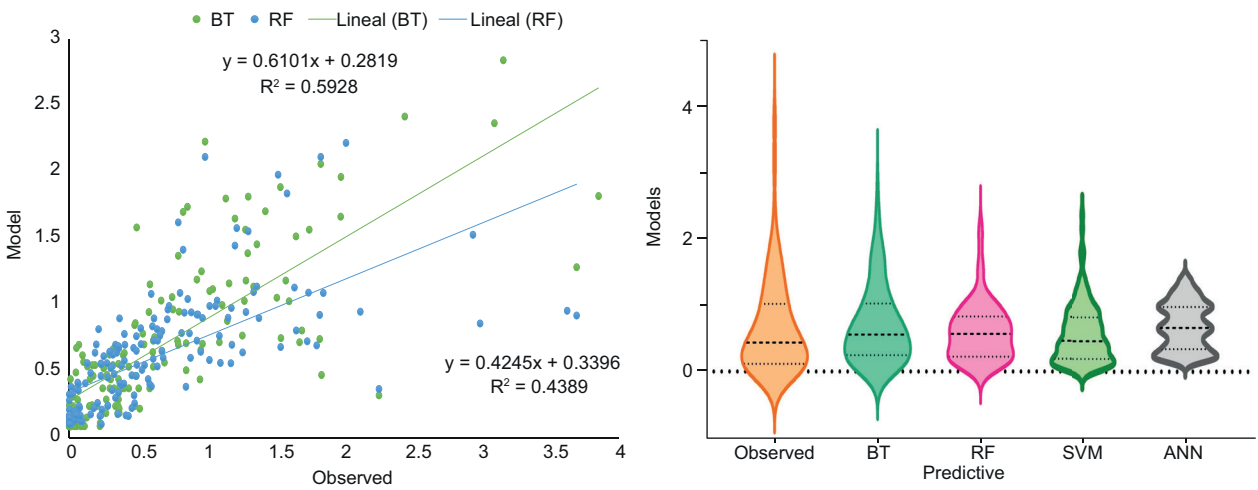 BT RF Lineal (BT) Lineal (RF)
3
2.5
2
1.5
1
0.5
0
Model
y = 0.6101x + 0.2819
R² = 0.5928
y = 0.4245x + 0.3396
R² = 0.4389
0 0.5 1 1.5 2 2.5 3 3.5 4
Observed
4
2
0
Models
Observed BT RF SVM ANN
Predictive